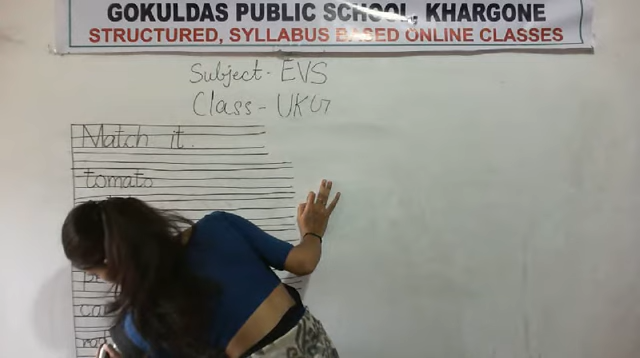 GOKULDAS PUBLIC SCHOOL, KHARGONE
STRUCTURED, SYLLABUS BASED ONLINE CLASSES
Subject- EVS
Class- UKG
Match it.
tomato